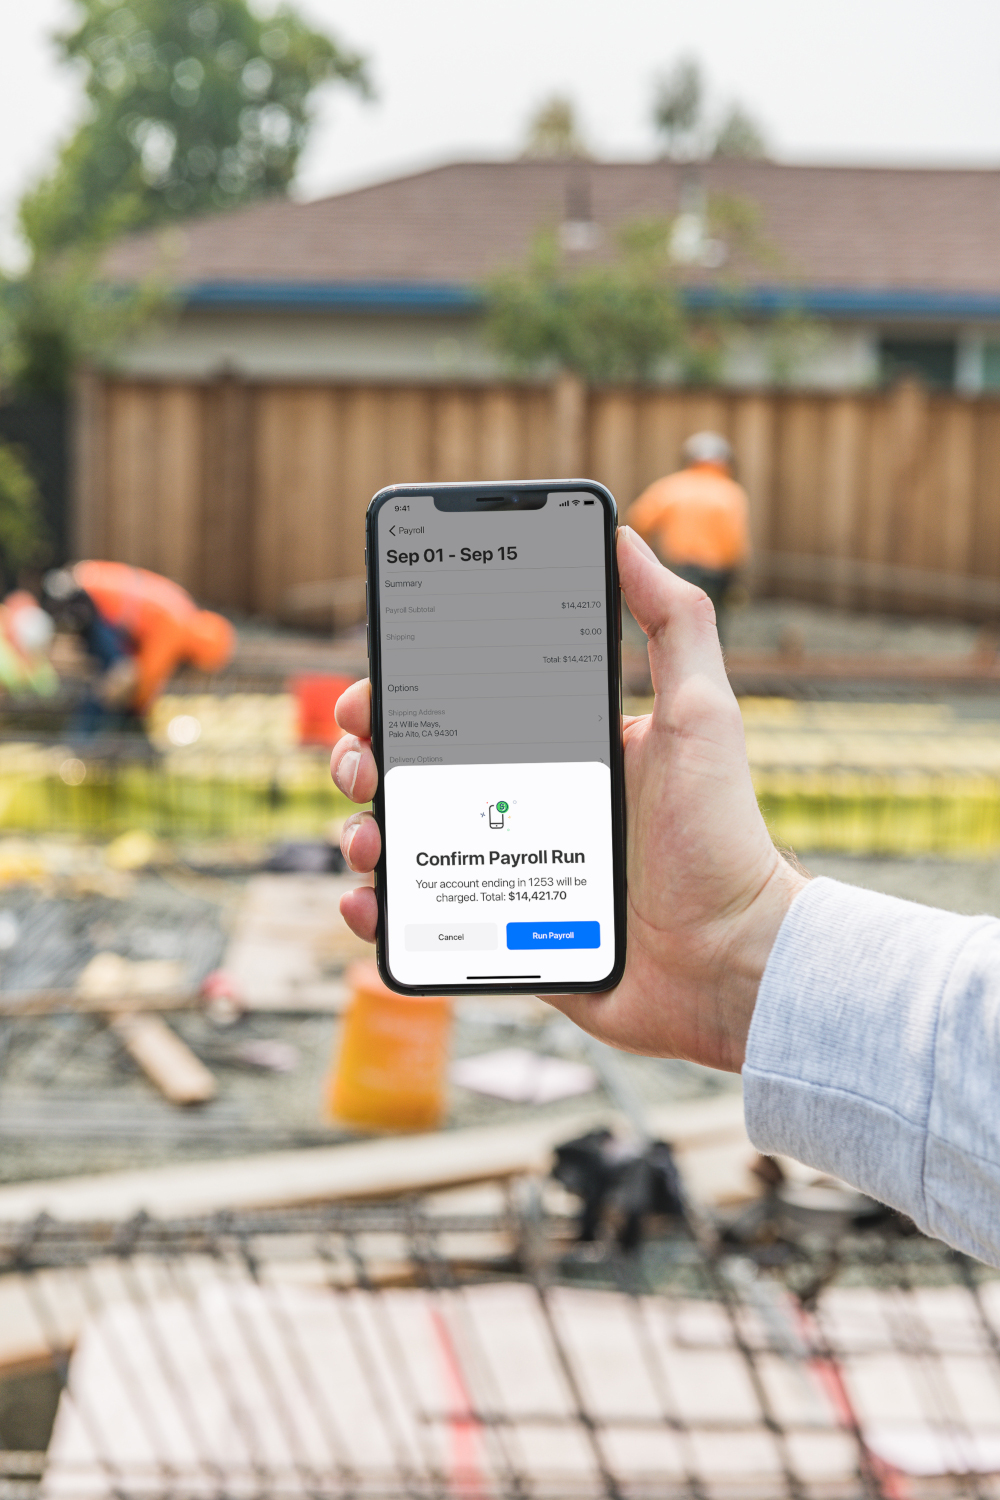 9:41
Payroll
Sep 01 - Sep 15
Summary
Payroll Subtotal
$14,421.70
Shipping
$0.00
Total: $14,421.70
Options
Shipping Address
24 Willie Mays,
Palo Alto, CA 94301
Delivery Options
Confirm Payroll Run
Your account ending in 1253 will be
charged. Total: $14,421.70
Cancel
Run Payroll